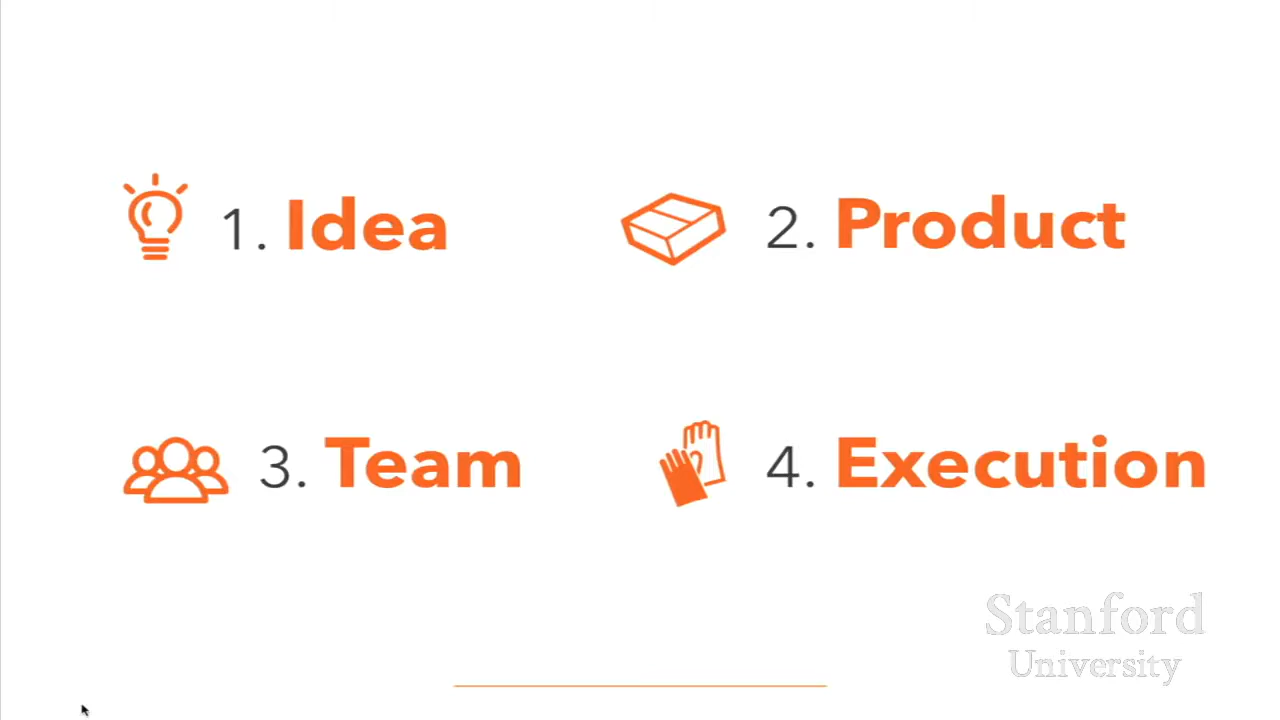 1. Idea
2. Product
3. Team
4. Execution
Stanford
University